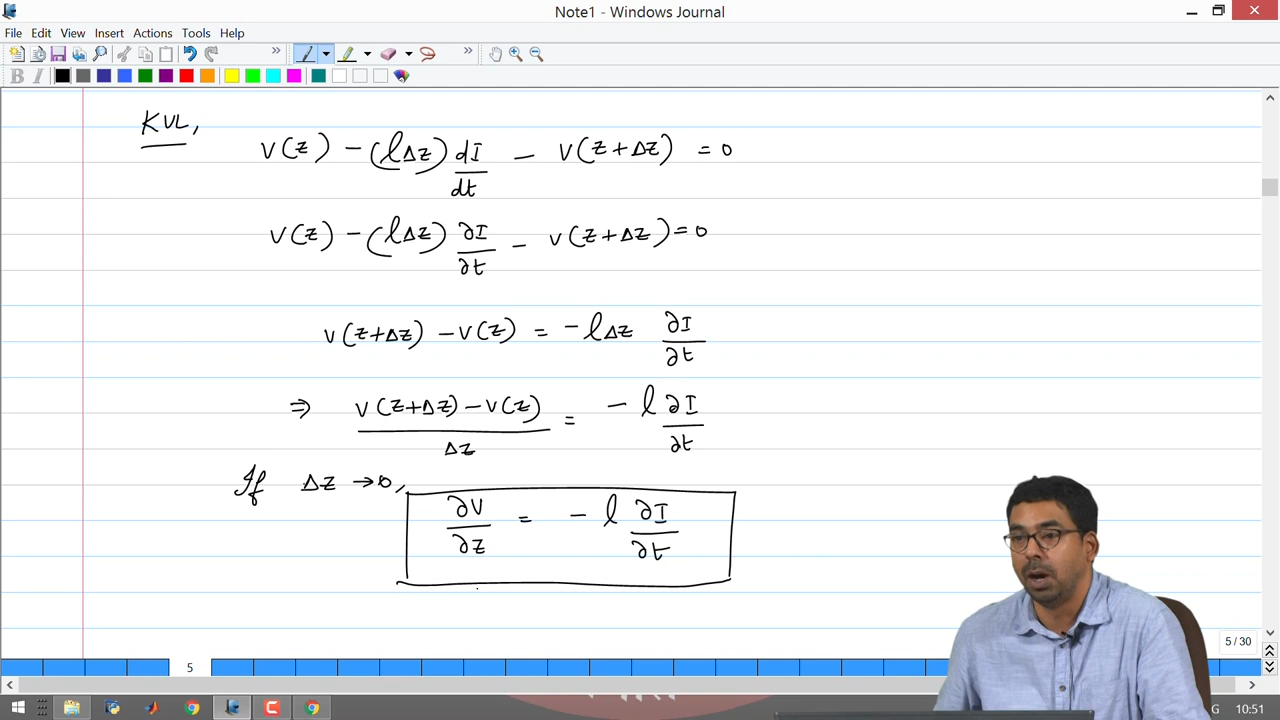 Note1 - Windows Journal
File Edit View Insert Actions Tools Help
KVL,
V(z) - (lΔz) dI/dt - V(z+Δz) = 0
V(z) - (lΔz) ∂I/∂t - V(z+Δz) = 0
V(z+Δz) - V(z) = -lΔz ∂I/∂t
⇒ V(z+Δz) - V(z) / Δz = - l ∂I/∂t
If Δz → 0,
∂V/∂z = - l ∂I/∂t
5 / 30
5
G 10:51